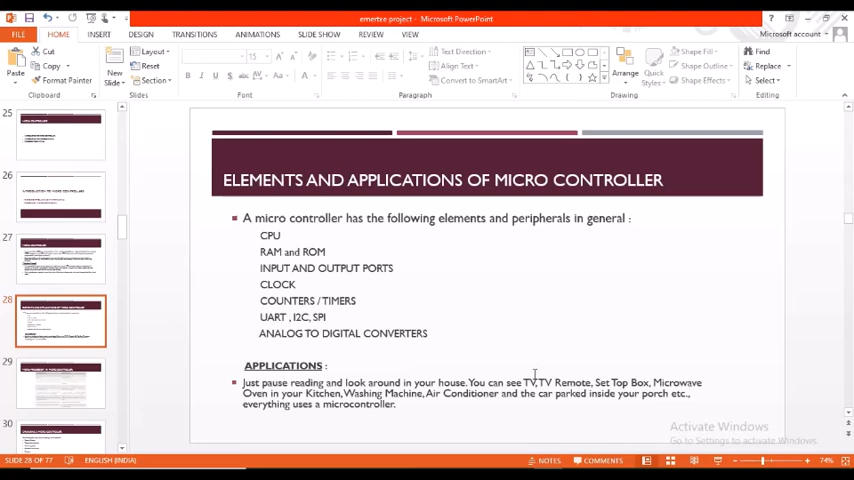 emertxe project - Microsoft PowerPoint
FILE
HOME
INSERT
DESIGN
TRANSITIONS
ANIMATIONS
SLIDE SHOW
REVIEW
VIEW
Microsoft account
Paste
Cut
Copy
Format Painter
Clipboard
New
Slide
Layout
Reset
Section
Slides
15
Font
Text Direction
Align Text
Convert to SmartArt
Paragraph
Arrange
Quick
Styles
Shape Fill
Shape Outline
Shape Effects
Drawing
Find
Replace
Select
Editing
25
26
27
28
29
30
ELEMENTS AND APPLICATIONS OF MICRO CONTROLLER
A micro controller has the following elements and peripherals in general :
CPU
RAM and ROM
INPUT AND OUTPUT PORTS
CLOCK
COUNTERS / TIMERS
UART , I2C, SPI
ANALOG TO DIGITAL CONVERTERS
APPLICATIONS :
Just pause reading and look around in your house. You can see TV, TV Remote, Set Top Box, Microwave
Oven in your Kitchen, Washing Machine, Air Conditioner and the car parked inside your porch etc.,
everything uses a microcontroller.
Activate Windows
Go to Settings to activate Windows.
SLIDE 28 OF 77
ENGLISH (INDIA)
NOTES
COMMENTS
74%